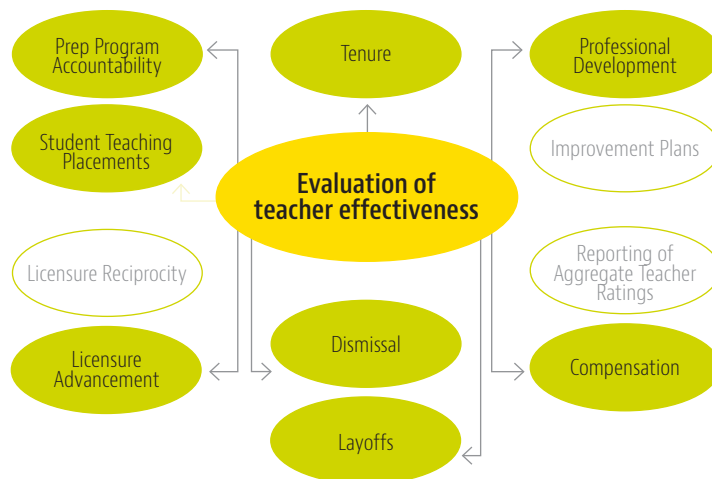 Prep Program
Accountability
Tenure
Professional
Development
Student Teaching
Placements
Improvement Plans
Evaluation of
teacher effectiveness
Licensure Reciprocity
Reporting of
Aggregate Teacher
Ratings
Dismissal
Licensure
Advancement
Compensation
Layoffs